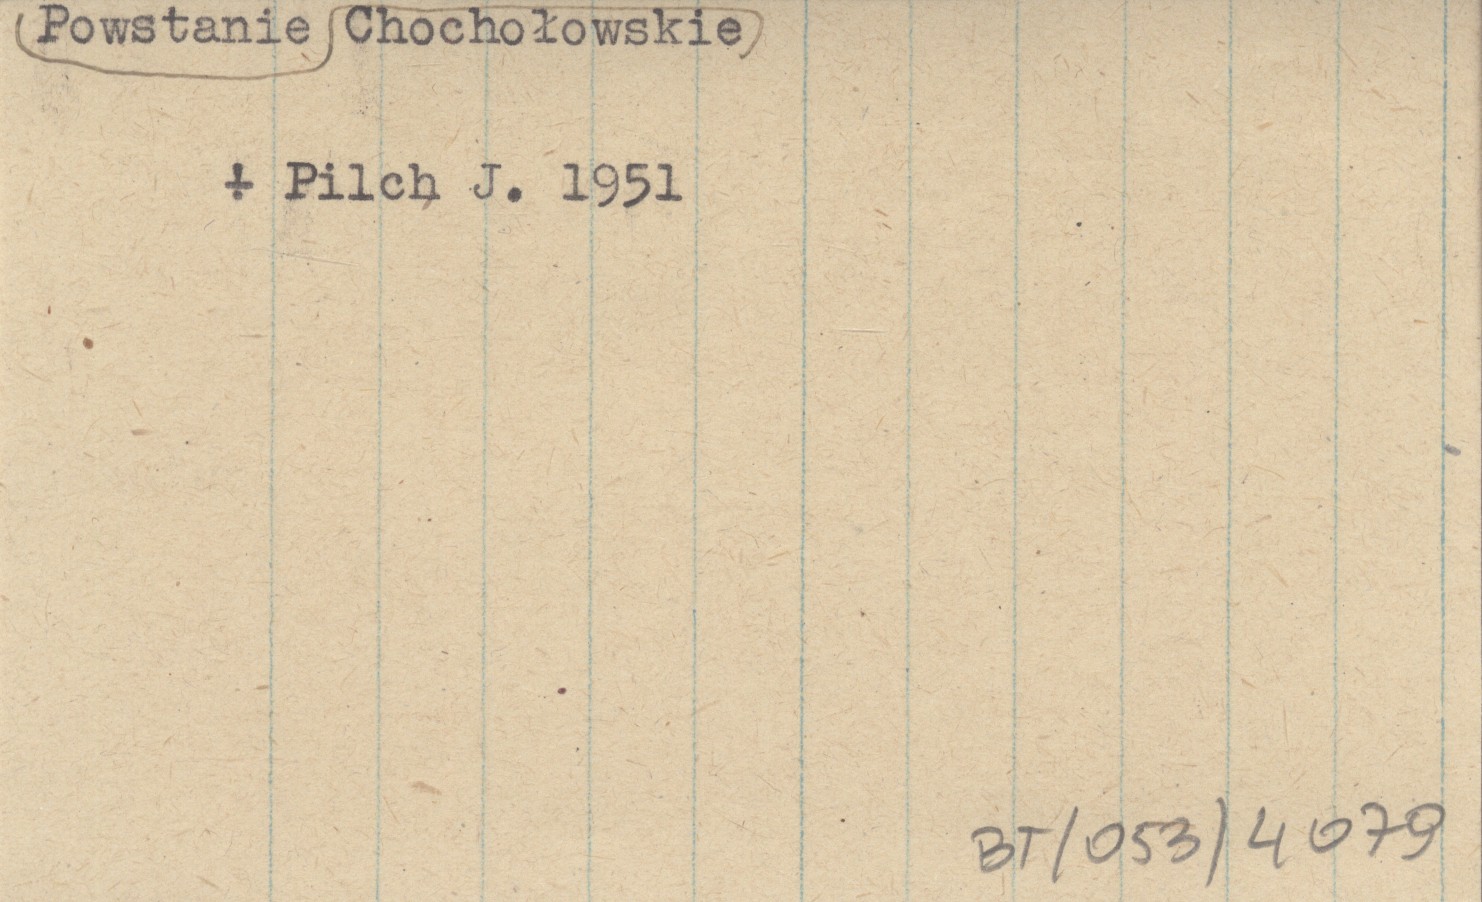 Powstanie Chochołowskie
+ Pilch J. 1951
BT/053/4079